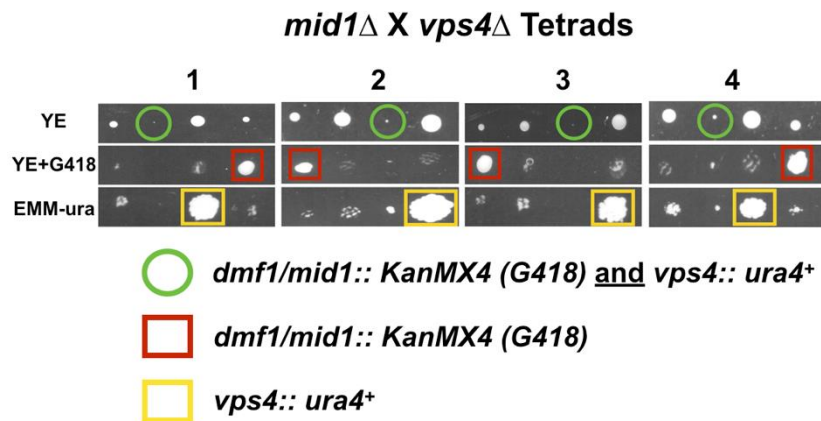 mid1Δ X vps4Δ Tetrads
1 2 3 4
YE
YE+G418
EMM-ura
dmf1/mid1:: KanMX4 (G418) and vps4:: ura4+
dmf1/mid1:: KanMX4 (G418)
vps4:: ura4+